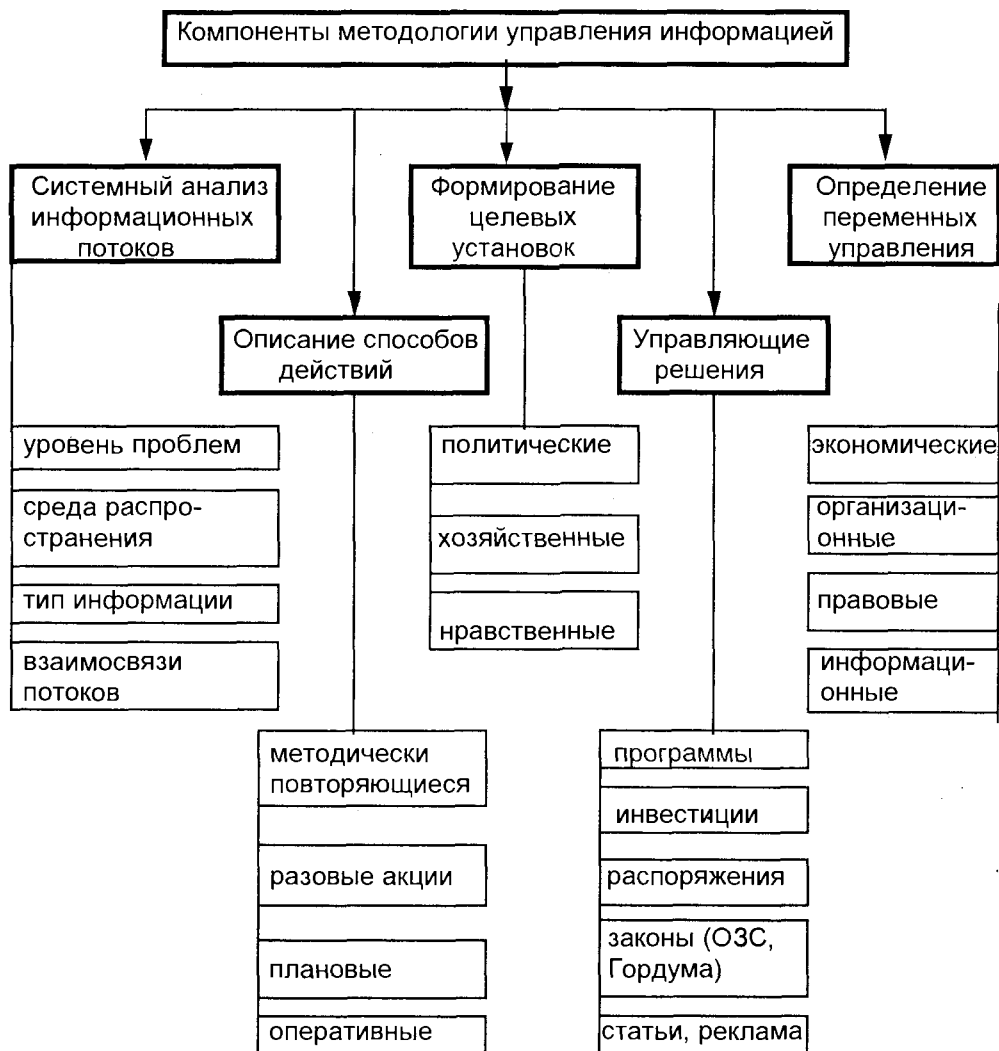 Компоненты методологии управления информацией
Системный анализ
информационных
потоков
Формирование
целевых
установок
Определение
переменных
управления
Описание способов
действий
Управляющие
решения
уровень проблем
среда распро-
странения
тип информации
взаимосвязи
потоков
политические
хозяйственные
нравственные
экономические
организаци-
онные
правовые
информаци-
онные
методически
повторяющиеся
разовые акции
плановые
оперативные
программы
инвестиции
распоряжения
законы (ОЗС,
Гордума)
статьи, реклама